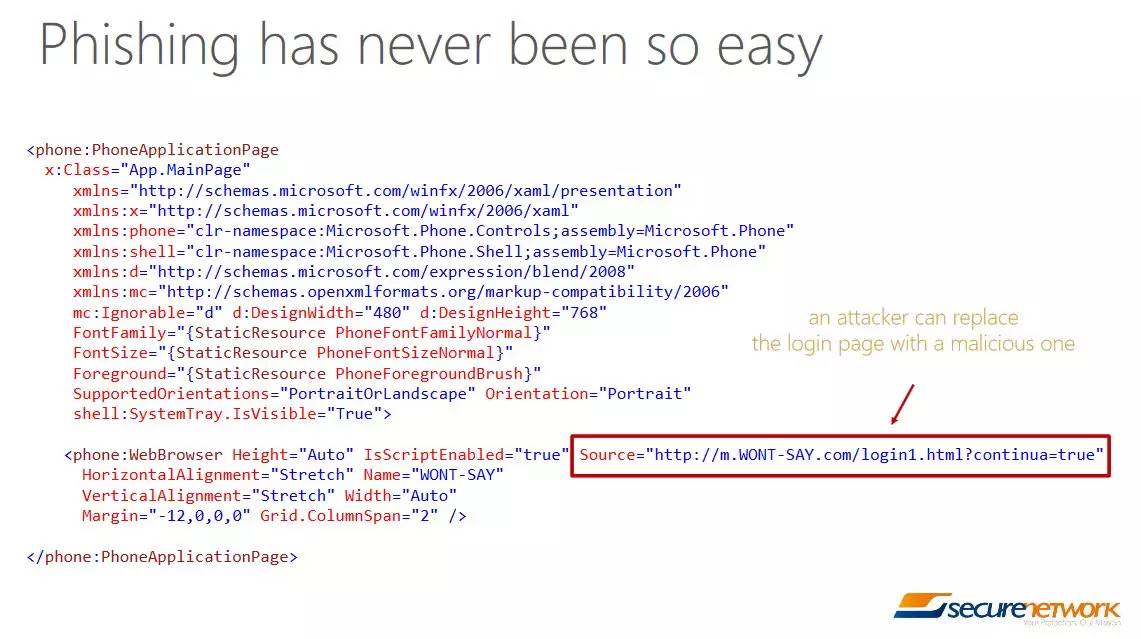 Phishing has never been so easy
<phone:PhoneApplicationPage
x:Class="App.MainPage"
xmlns="http://schemas.microsoft.com/winfx/2006/xaml/presentation"
xmlns:x="http://schemas.microsoft.com/winfx/2006/xaml"
xmlns:phone="clr-namespace:Microsoft.Phone.Controls;assembly=Microsoft.Phone"
xmlns:shell="clr-namespace:Microsoft.Phone.Shell;assembly=Microsoft.Phone"
xmlns:d="http://schemas.microsoft.com/expression/blend/2008"
xmlns:mc="http://schemas.openxmlformats.org/markup-compatibility/2006"
mc:Ignorable="d" d:DesignWidth="480" d:DesignHeight="768"
FontFamily="{StaticResource PhoneFontFamilyNormal}"
FontSize="{StaticResource PhoneFontSizeNormal}"
Foreground="{StaticResource PhoneForegroundBrush}"
SupportedOrientations="PortraitOrLandscape" Orientation="Portrait"
shell:SystemTray.IsVisible="True">
an attacker can replace
the login page with a malicious one
<phone:WebBrowser Height="Auto" IsScriptEnabled="true" Source="http://m.WONT-SAY.com/login1.html?continua=true"
HorizontalAlignment="Stretch" Name="WONT-SAY"
VerticalAlignment="Stretch" Width="Auto"
Margin="-12,0,0,0" Grid.ColumnSpan="2" />
</phone:PhoneApplicationPage>
securenetwork
Your Protection, Our Mission